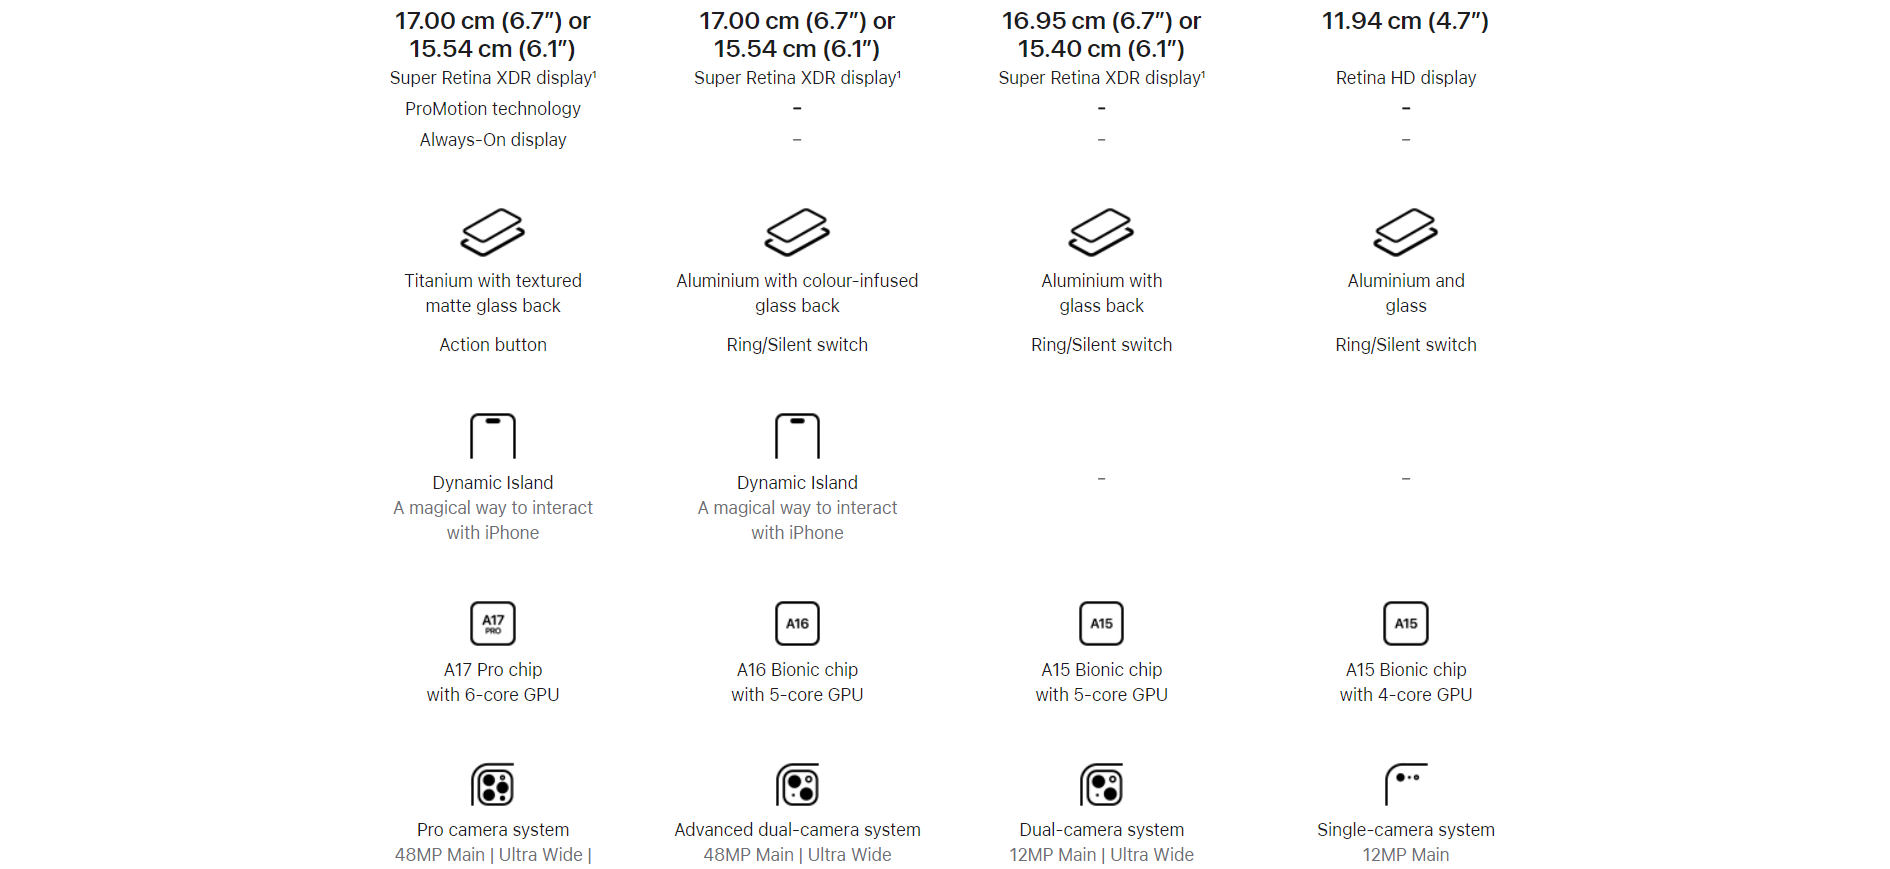 17.00 cm (6.7″) or
15.54 cm (6.1″)
Super Retina XDR display¹
ProMotion technology
Always-On display
17.00 cm (6.7″) or
15.54 cm (6.1″)
Super Retina XDR display¹
–
–
16.95 cm (6.7″) or
15.40 cm (6.1″)
Super Retina XDR display¹
–
–
11.94 cm (4.7″)
Retina HD display
–
–
Titanium with textured
matte glass back
Action button
Aluminium with colour-infused
glass back
Ring/Silent switch
Aluminium with
glass back
Ring/Silent switch
Aluminium and
glass
Ring/Silent switch
Dynamic Island
A magical way to interact
with iPhone
Dynamic Island
A magical way to interact
with iPhone
–
–
A17
PRO
A17 Pro chip
with 6-core GPU
A16
A16 Bionic chip
with 5-core GPU
A15
A15 Bionic chip
with 5-core GPU
A15
A15 Bionic chip
with 4-core GPU
Pro camera system
48MP Main | Ultra Wide |
Advanced dual-camera system
48MP Main | Ultra Wide
Dual-camera system
12MP Main | Ultra Wide
Single-camera system
12MP Main